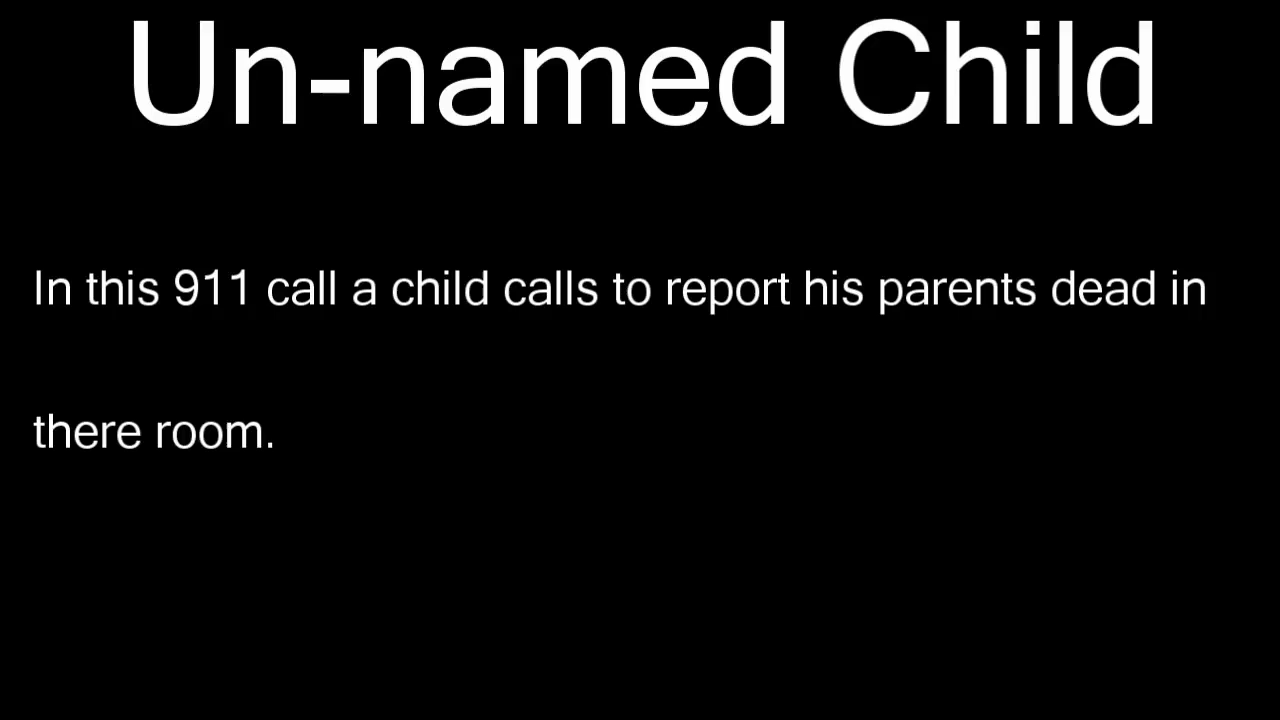 Un-named Child
In this 911 call a child calls to report his parents dead in
there room.